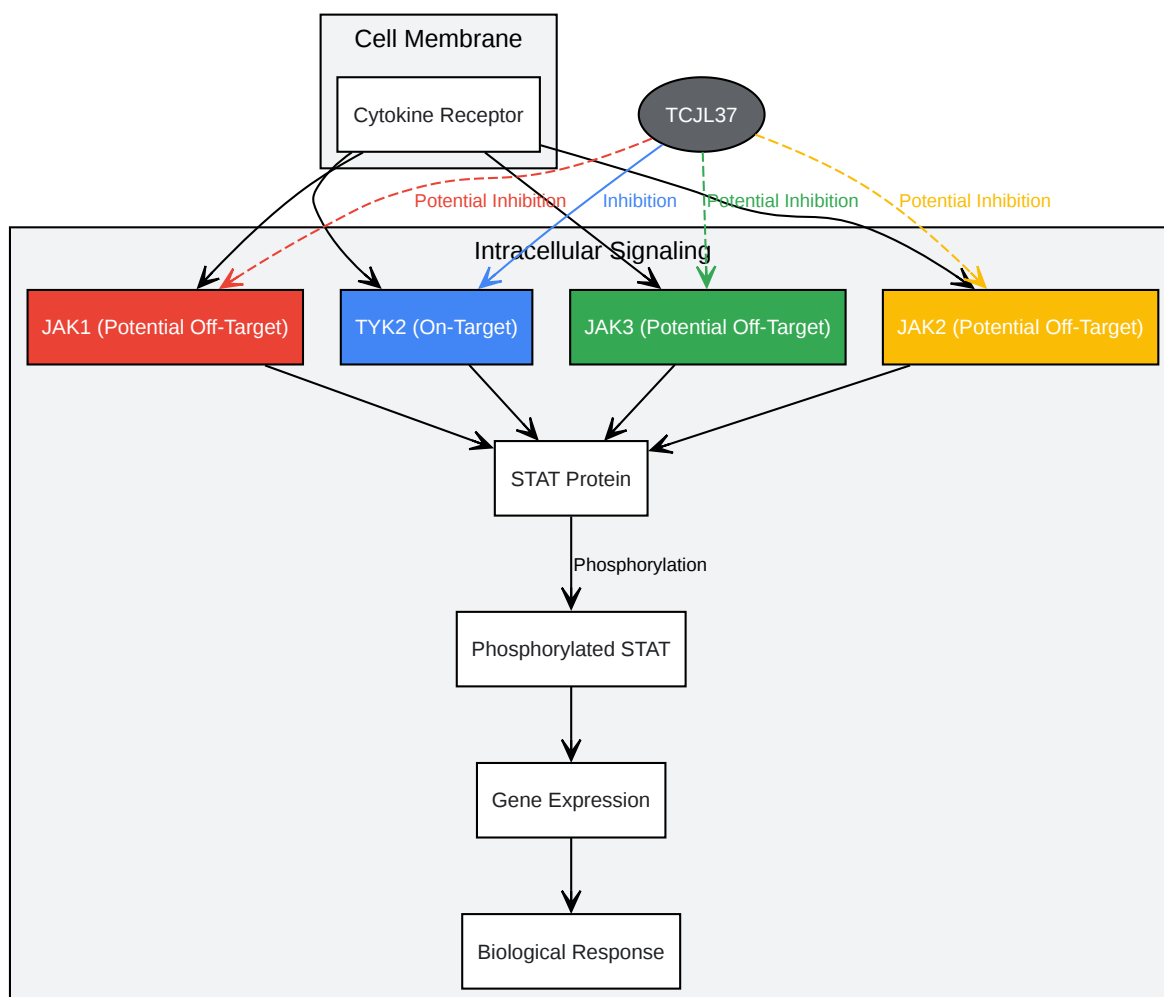 Cell Membrane
Cytokine Receptor
TCJL37
Potential Inhibition
Inhibition
Potential Inhibition
Potential Inhibition
Intracellular Signaling
JAK1 (Potential Off-Target)
TYK2 (On-Target)
JAK3 (Potential Off-Target)
JAK2 (Potential Off-Target)
STAT Protein
Phosphorylation
Phosphorylated STAT
Gene Expression
Biological Response